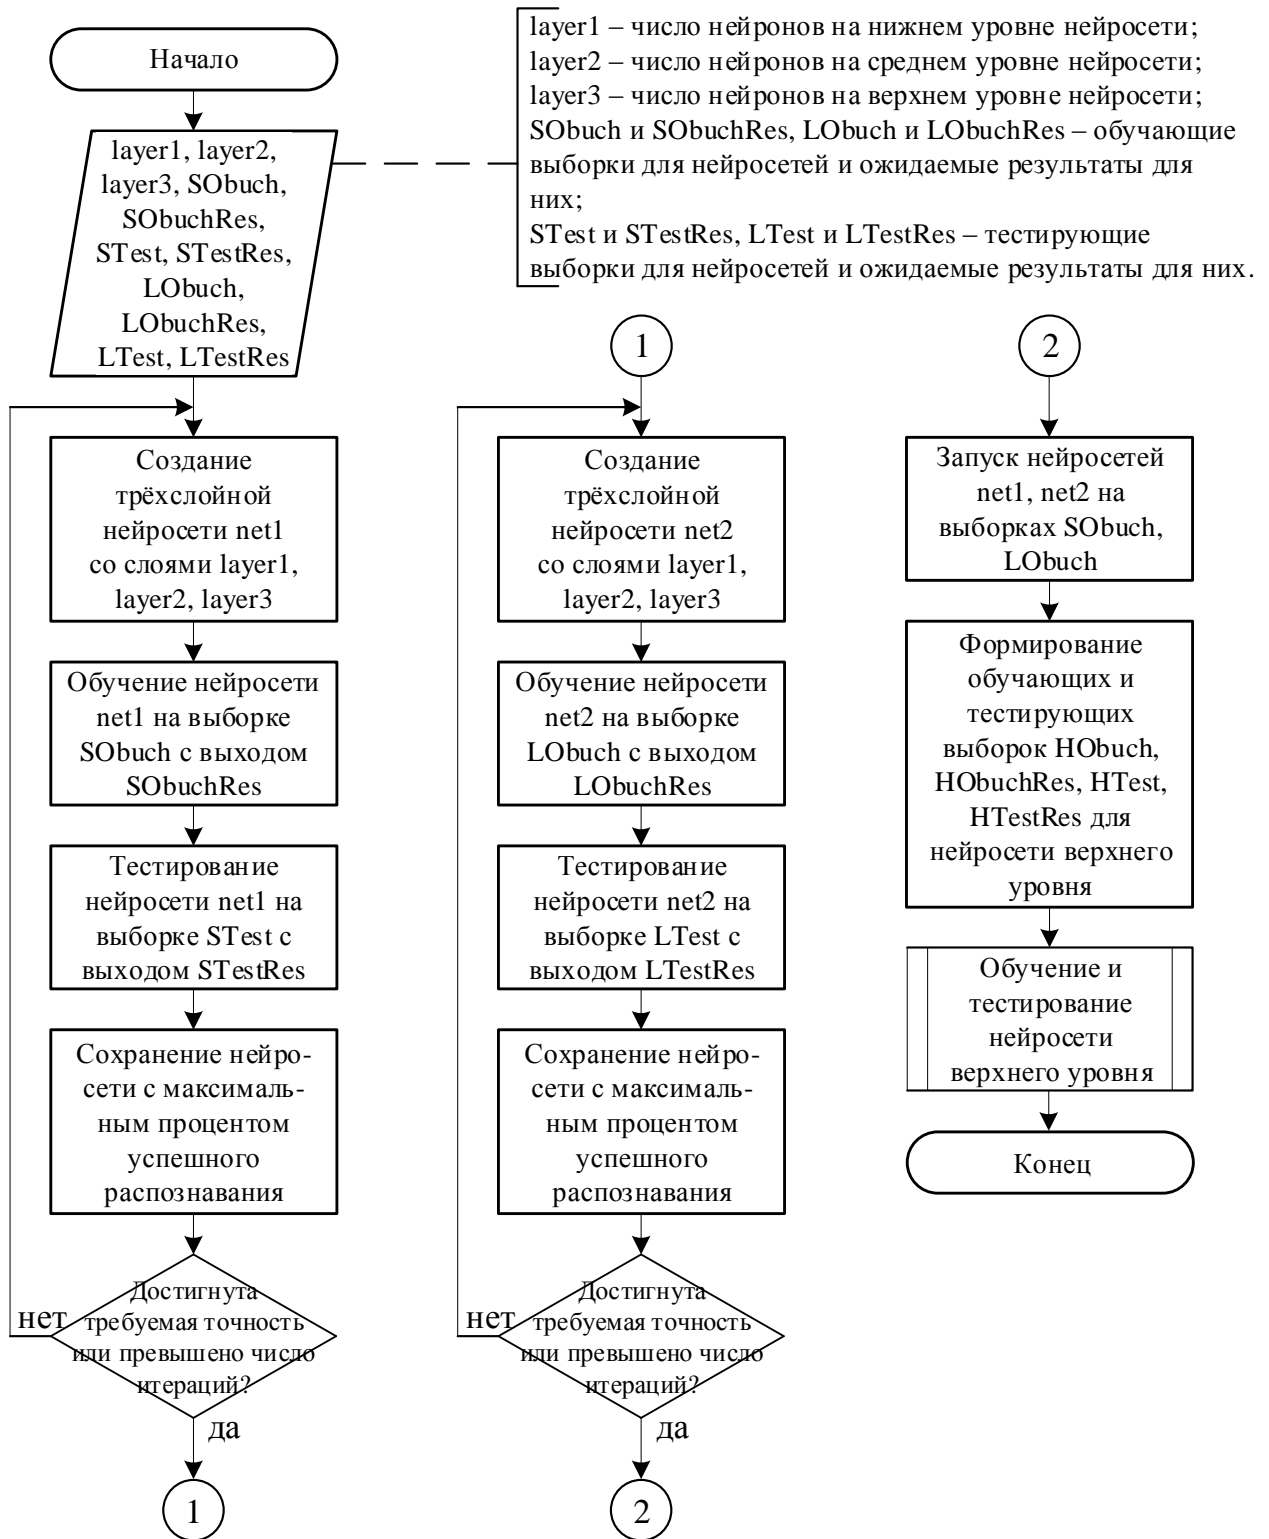 Начало
layer1 – число нейронов на нижнем уровне нейросети;
layer2 – число нейронов на среднем уровне нейросети;
layer3 – число нейронов на верхнем уровне нейросети;
SObuch и SObuchRes, LObuch и LObuchRes – обучающие
выборки для нейросетей и ожидаемые результаты для
них;
STest и STestRes, LTest и LTestRes – тестирующие
выборки для нейросетей и ожидаемые результаты для них.
layer1, layer2,
layer3, SObuch,
SObuchRes,
STest, STestRes,
LObuch,
LObuchRes,
LTest, LTestRes
Создание
трёхслойной
нейросети net1
со слоями layer1,
layer2, layer3
Обучение нейросети
net1 на выборке
SObuch с выходом
SObuchRes
Тестирование
нейросети net1 на
выборке STest с
выходом STestRes
Сохранение нейро-
сети с максималь-
ным процентом
успешного
распознавания
Достигнута
требуемая точность
или превышено число
итераций?
нет
да
1
1
Создание
трёхслойной
нейросети net2
со слоями layer1,
layer2, layer3
Обучение нейросети
net2 на выборке
LObuch с выходом
LObuchRes
Тестирование
нейросети net2 на
выборке LTest с
выходом LTestRes
Сохранение нейро-
сети с максималь-
ным процентом
успешного
распознавания
Достигнута
требуемая точность
или превышено число
итераций?
нет
да
2
2
Запуск нейросетей
net1, net2 на
выборках SObuch,
LObuch
Формирование
обучающих и
тестирующих
выборок HObuch,
HObuchRes, HTest,
HTestRes для
нейросети верхнего
уровня
Обучение и
тестирование
нейросети
верхнего уровня
Конец